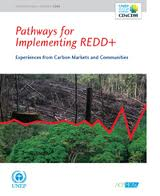 Pathways for
Implementing REDD+
Experiences from Carbon Markets and Communities
UNEP